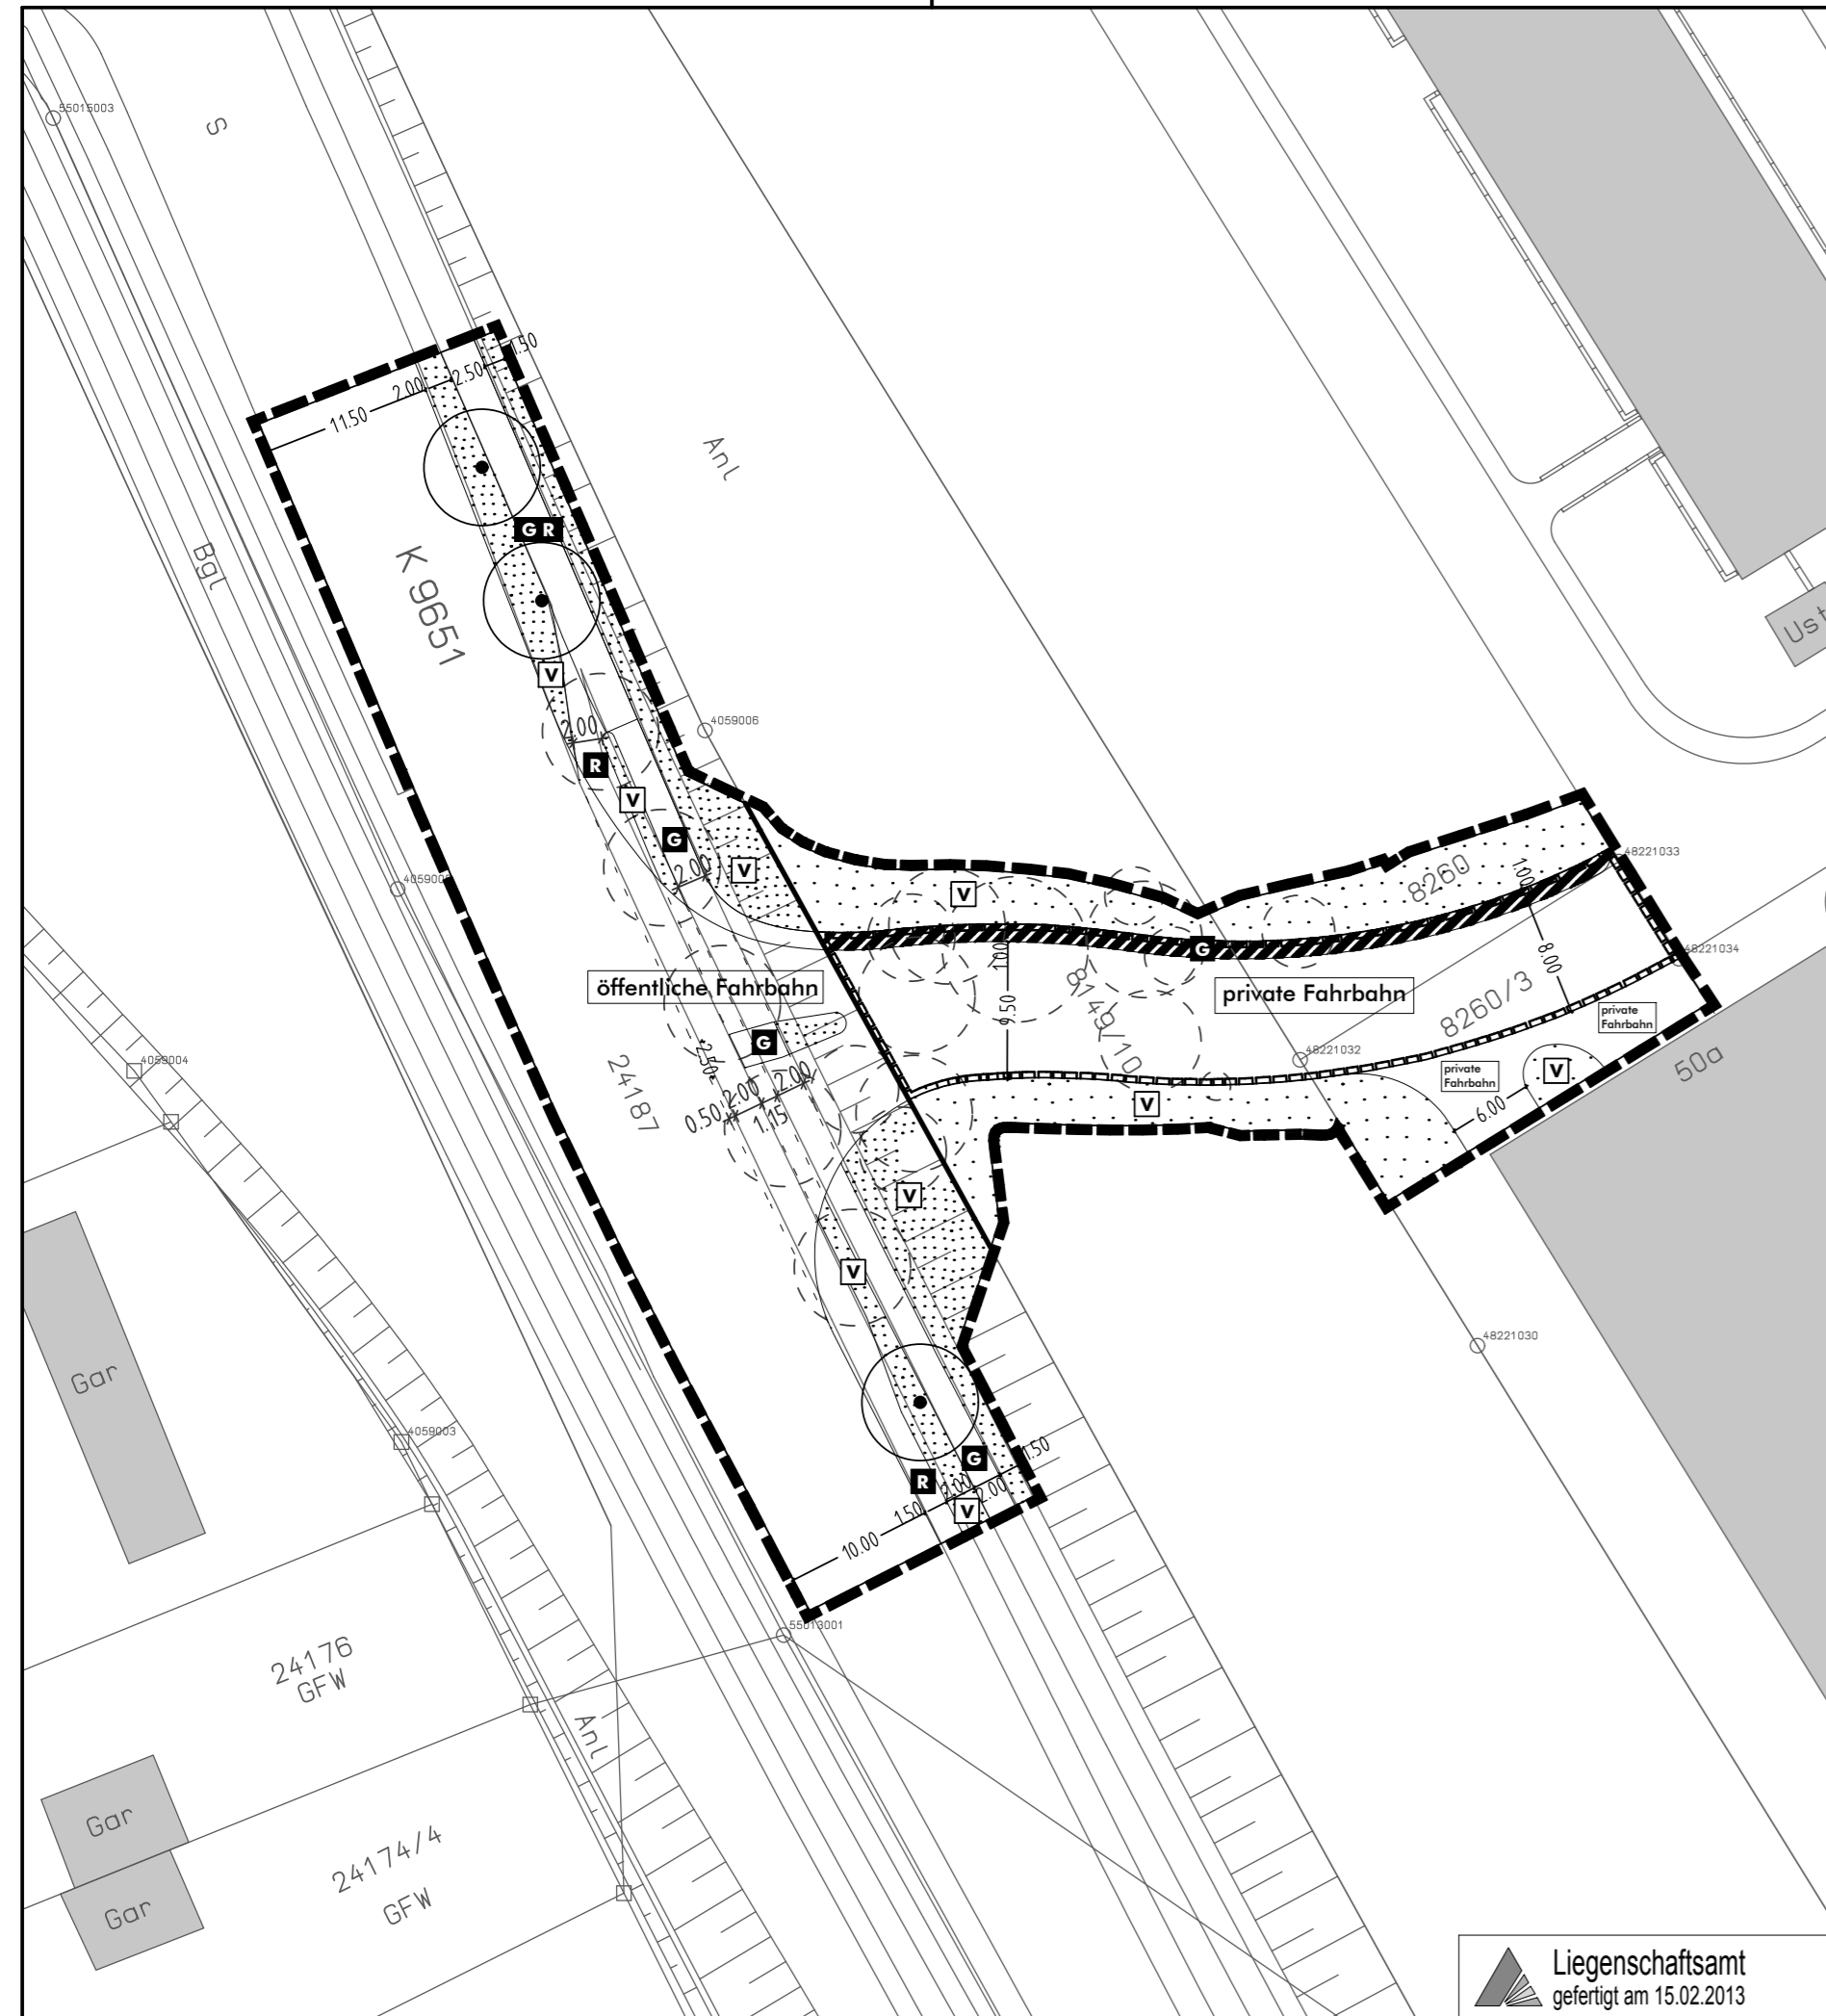 55015003
S
1.50
2.50
2.00
11.50
Anl
G R
Bgl
K 9651
Ust
V
4059006
2.00
R
V
G
2.00
V
V
8260
1.00
48221033
G
8.00
48221034
1.00
öffentliche Fahrbahn
private Fahrbahn
8149/10
9.50
8260/3
private
Fahrbahn
G
2.50
48221032
4059004
24187
private
Fahrbahn
V
50a
2.00
2.00
0.50
1.15
V
6.00
V
V
48221030
Gar
4059003
1.50
G
R
2.00
2.00
V
1.50
10.00
55013001
24176
GFW
Anl
Gar
24174/4
Gar
GFW
Liegenschaftsamt
gefertigt am 15.02.2013